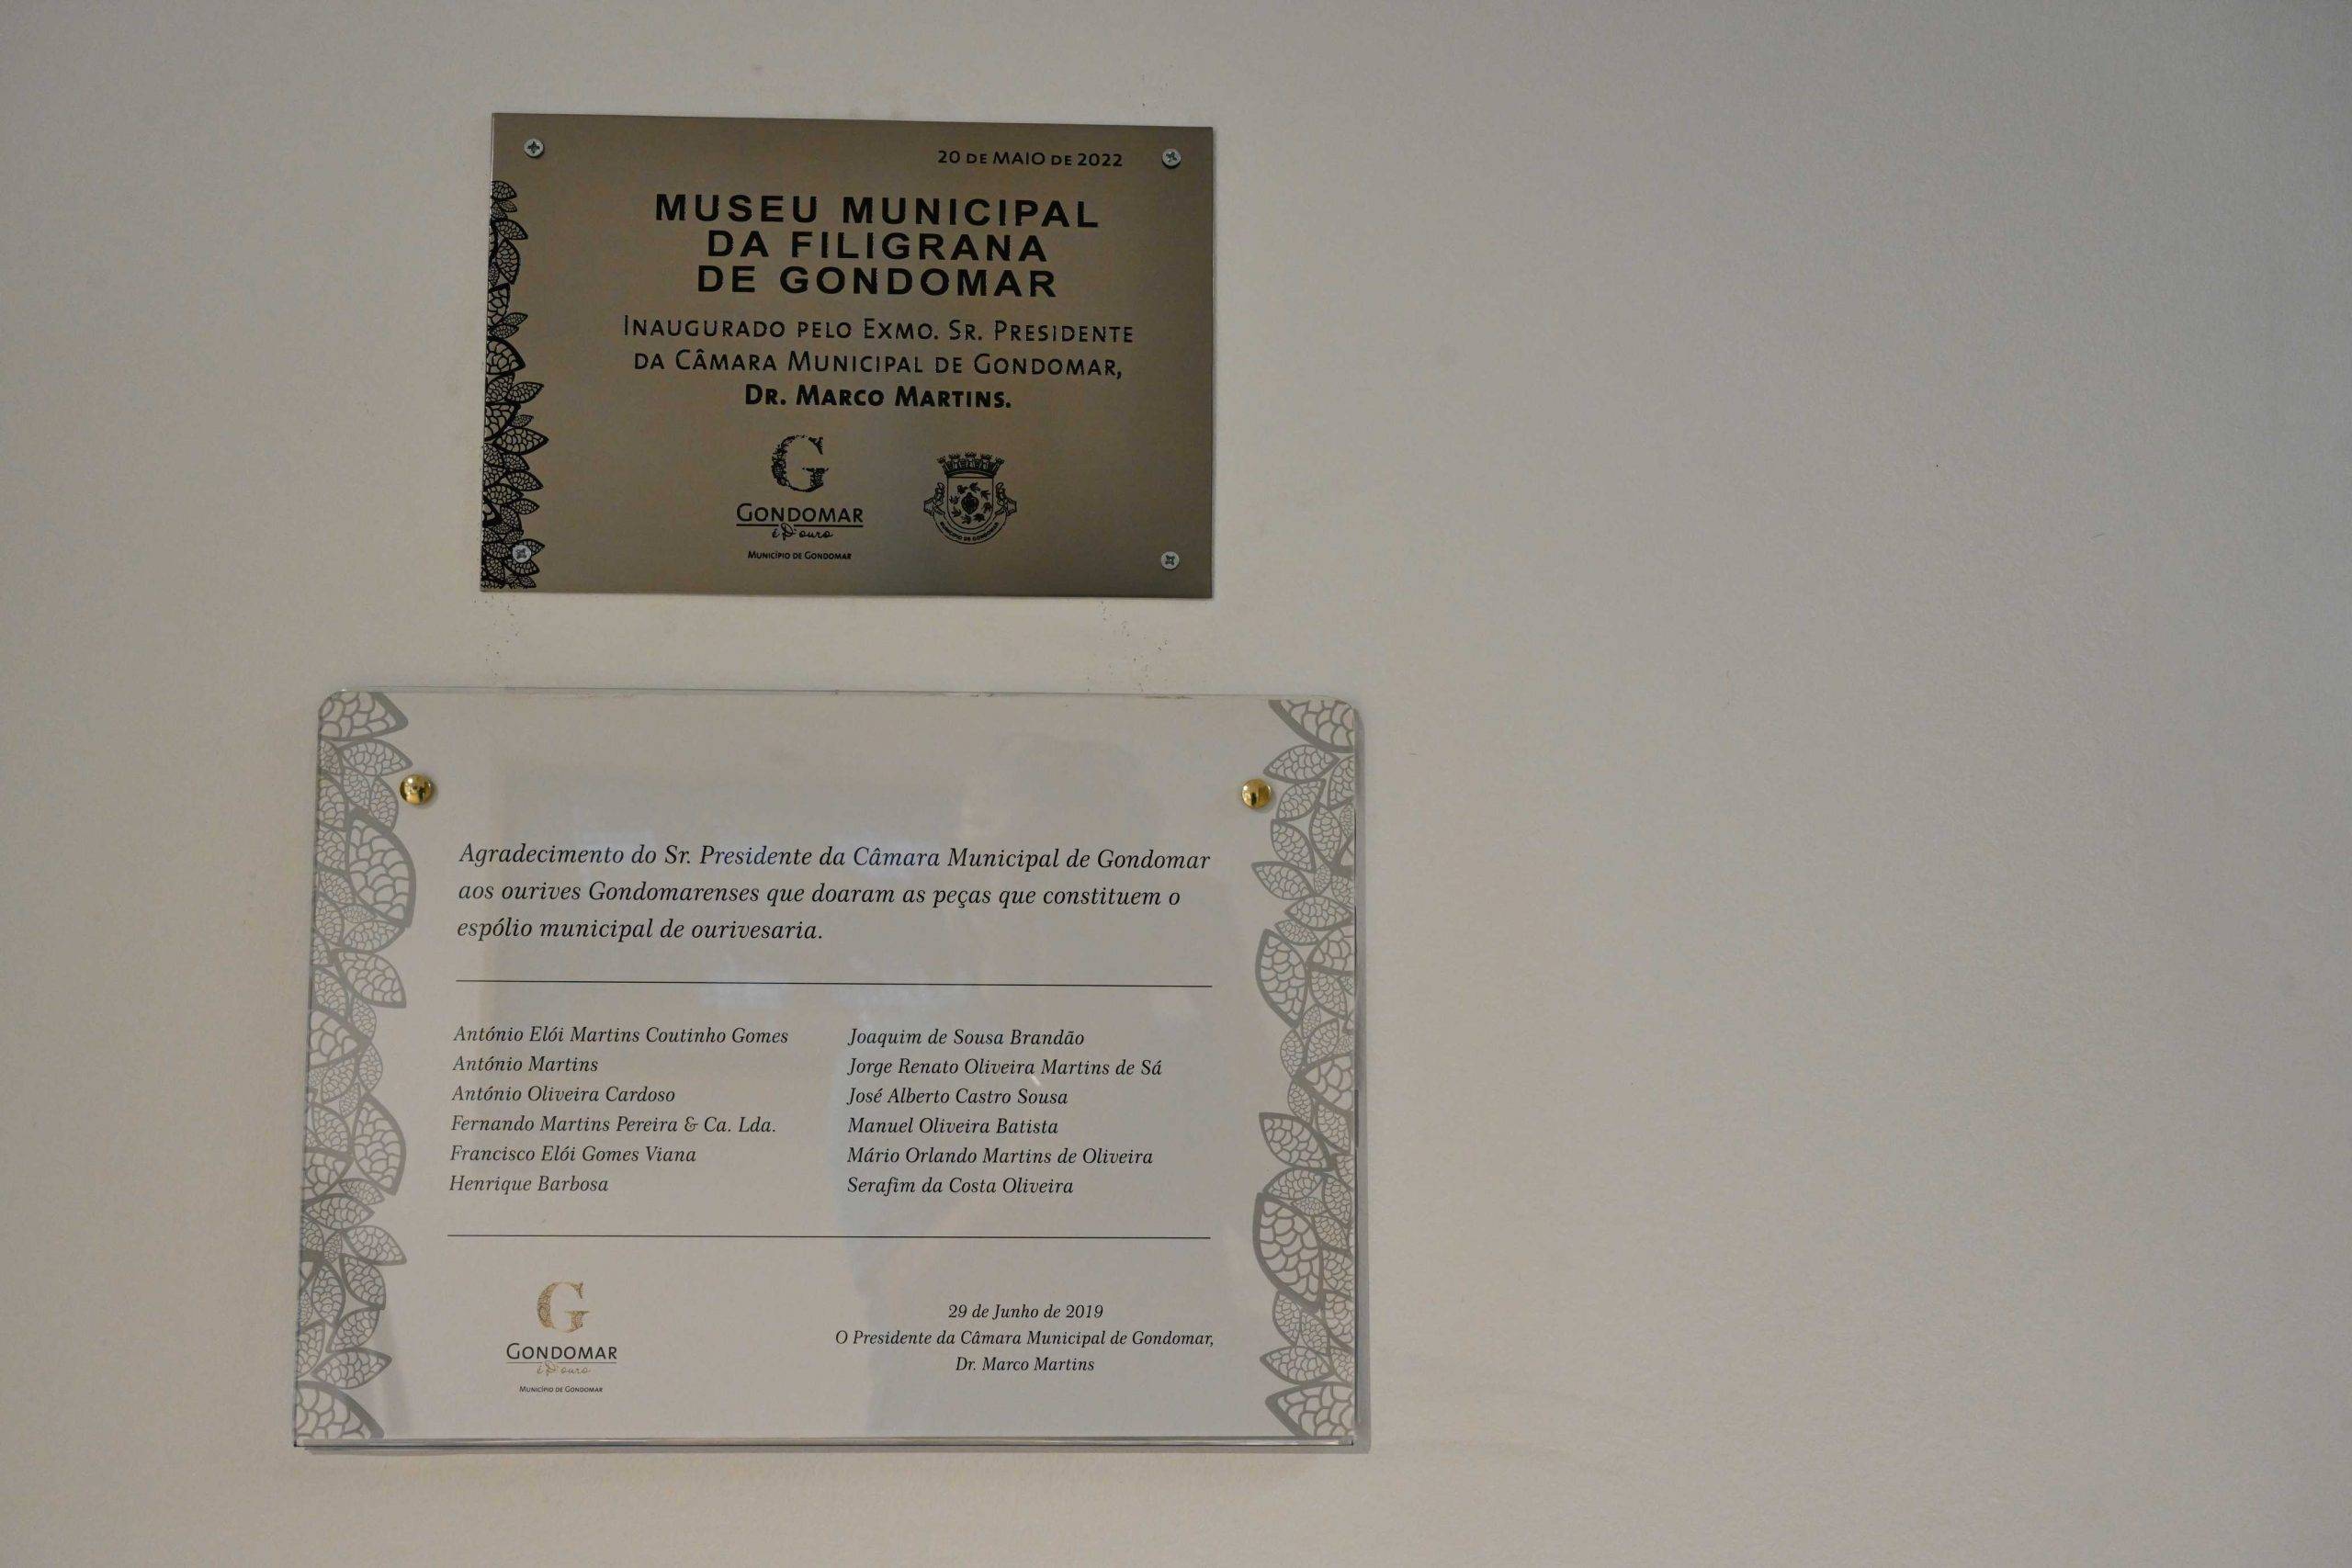 20 DE MAIO DE 2022
MUSEU MUNICIPAL
DA FILIGRANA
DE GONDOMAR
INAUGURADO PELO EXMO. SR. PRESIDENTE
DA CÂMARA MUNICIPAL DE GONDOMAR,
DR. MARCO MARTINS.
G
GONDOMAR
é D'ouro
MUNICÍPIO DE GONDOMAR
MUNICÍPIO DE GONDOMAR
Agradecimento do Sr. Presidente da Câmara Municipal de Gondomar
aos ourives Gondomarenses que doaram as peças que constituem o
espólio municipal de ourivesaria.
António Elói Martins Coutinho Gomes
António Martins
António Oliveira Cardoso
Fernando Martins Pereira & Ca. Lda.
Francisco Elói Gomes Viana
Henrique Barbosa
Joaquim de Sousa Brandão
Jorge Renato Oliveira Martins de Sá
José Alberto Castro Sousa
Manuel Oliveira Batista
Mário Orlando Martins de Oliveira
Serafim da Costa Oliveira
G
GONDOMAR
é D'ouro
MUNICÍPIO DE GONDOMAR
29 de Junho de 2019
O Presidente da Câmara Municipal de Gondomar,
Dr. Marco Martins